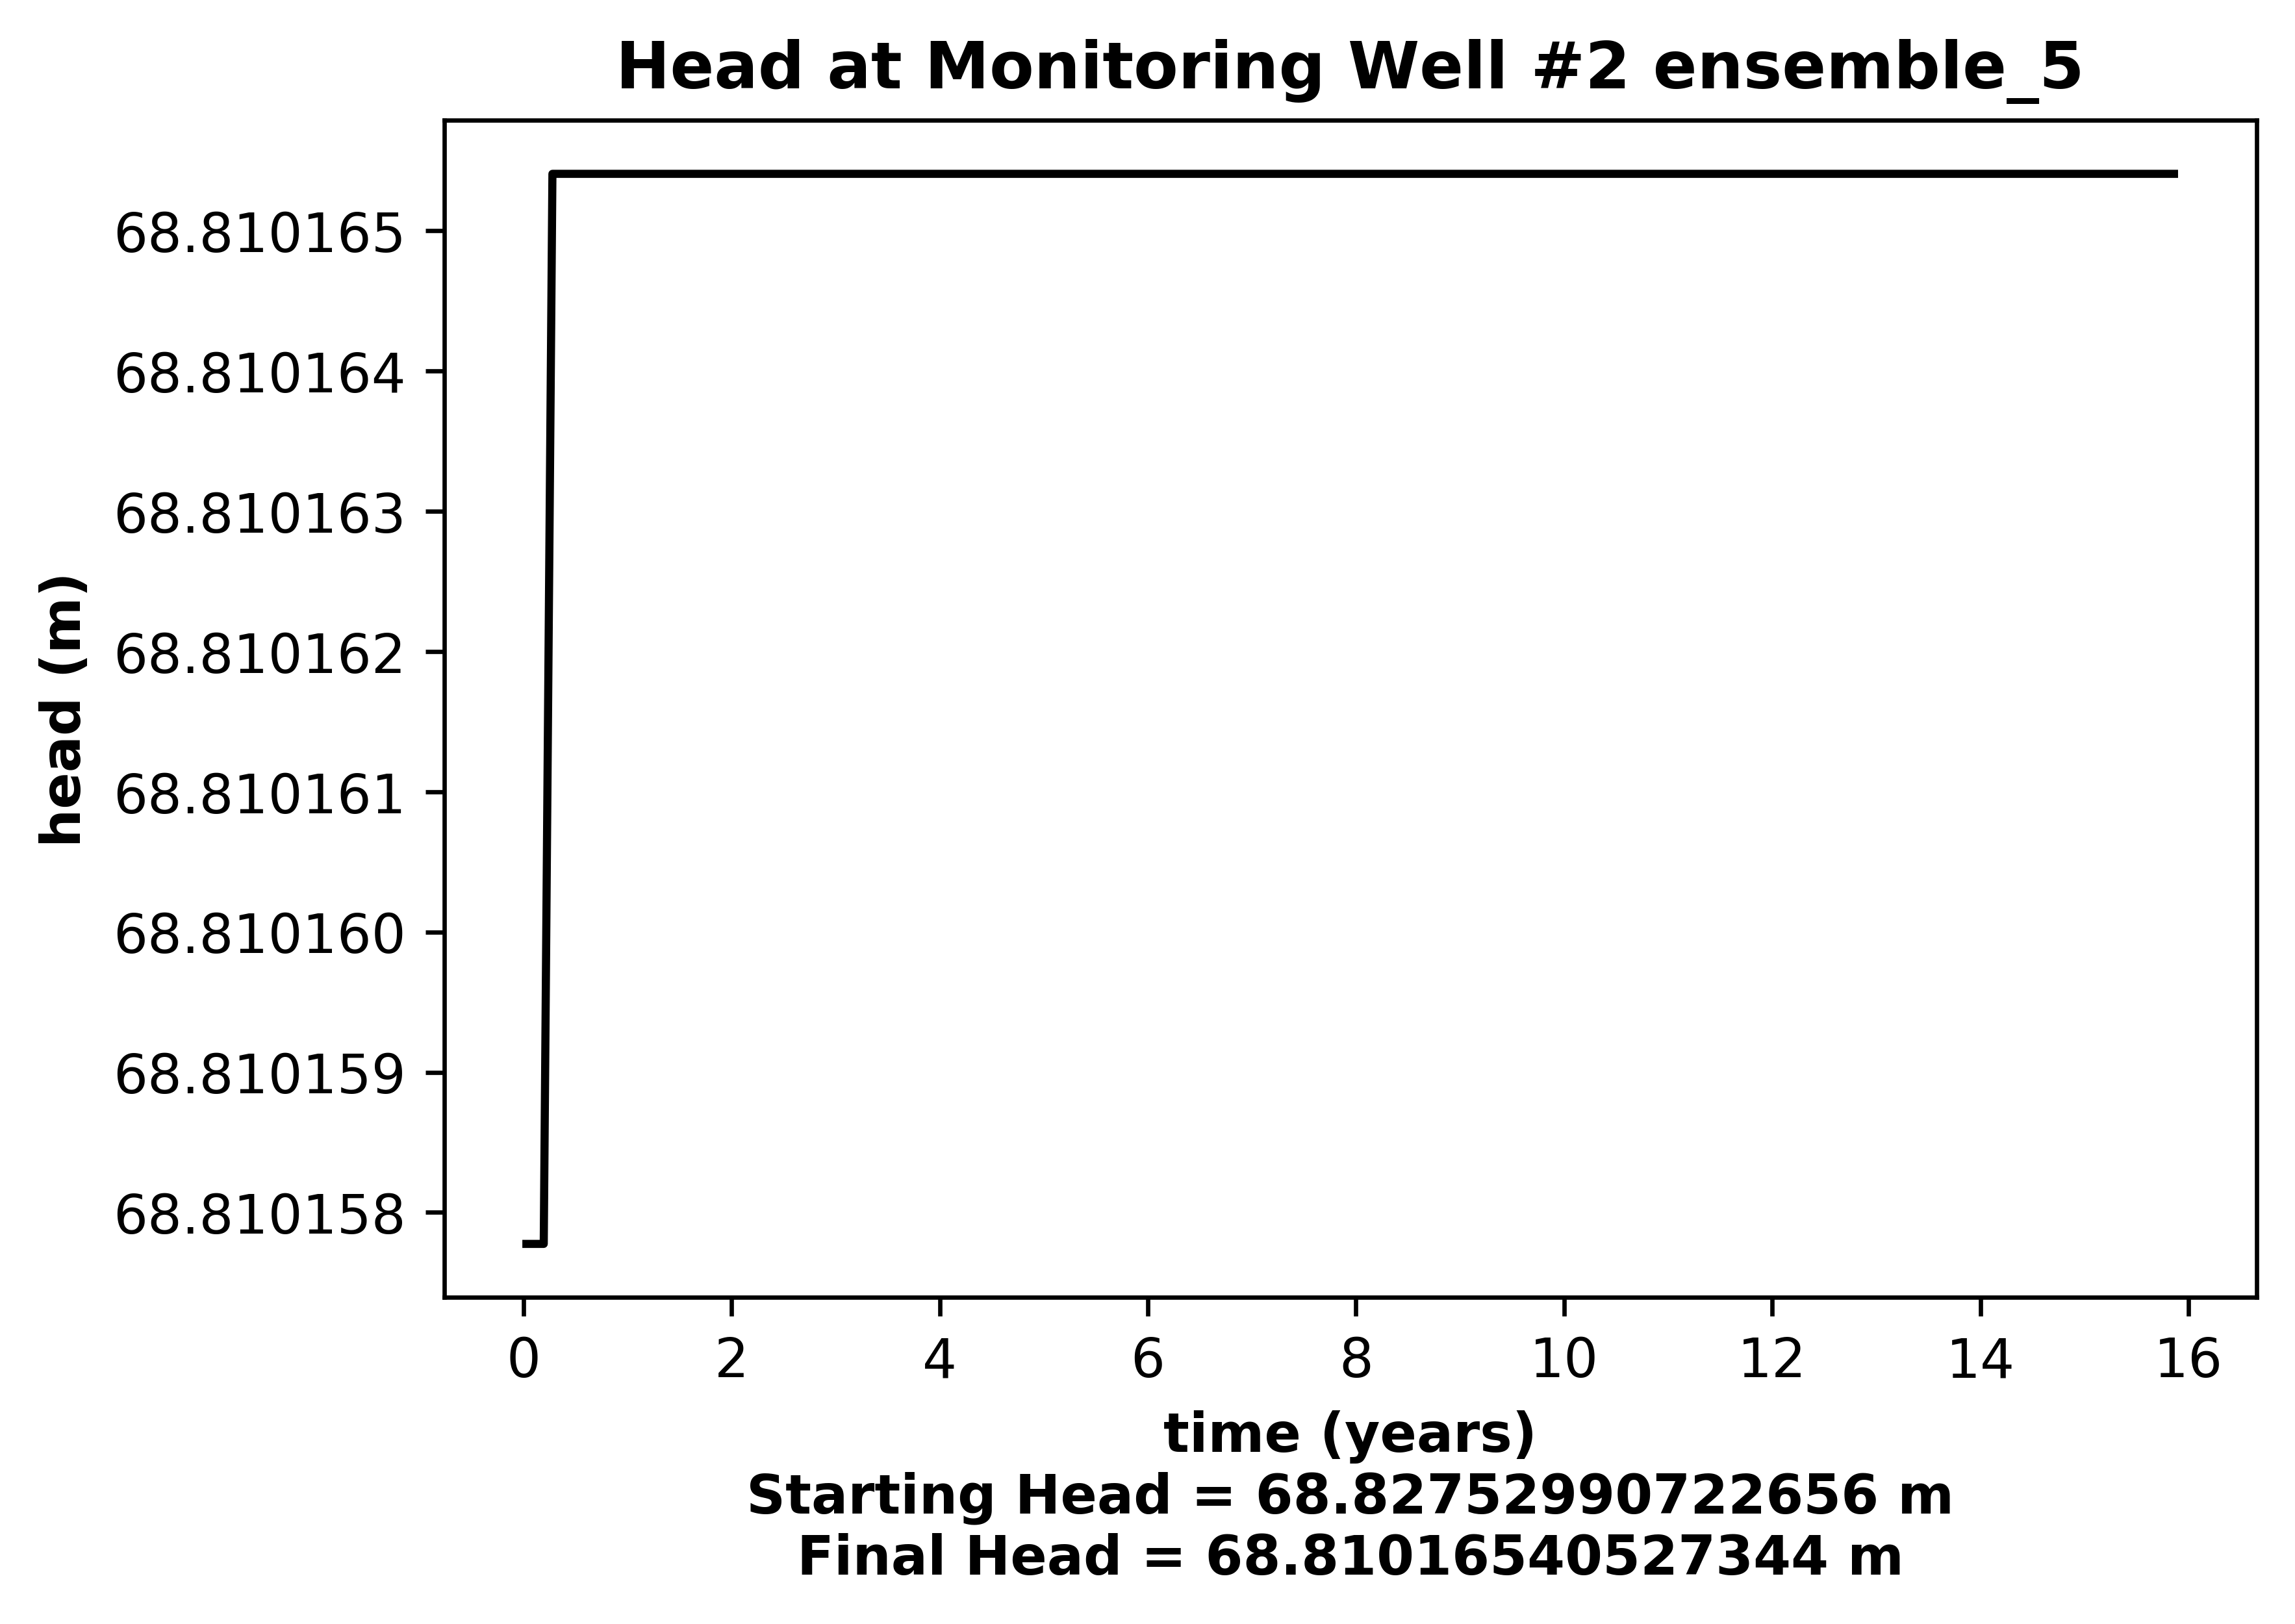 Head at Monitoring Well #2 ensemble_5
68.810165
68.810164
68.810163
68.810162
68.810161
68.810160
68.810159
68.810158
head (m)
0 2 4 6 8 10 12 14 16
time (years)
Starting Head = 68.82752990722656 m
Final Head = 68.81016540527344 m